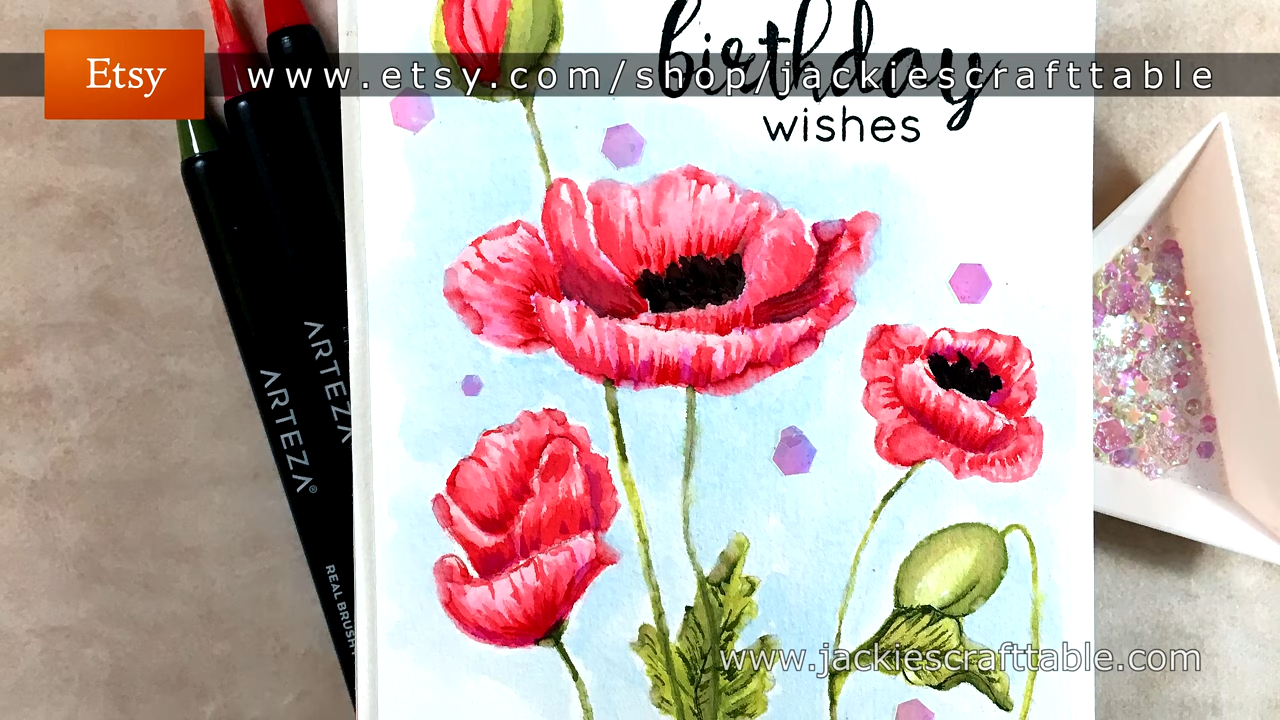 Etsy
www.etsy.com/shop/jackiescrafttable
birthday
wishes
ARTEZA
ARTEZA®
REAL BRUSH
www.jackiescrafttable.com